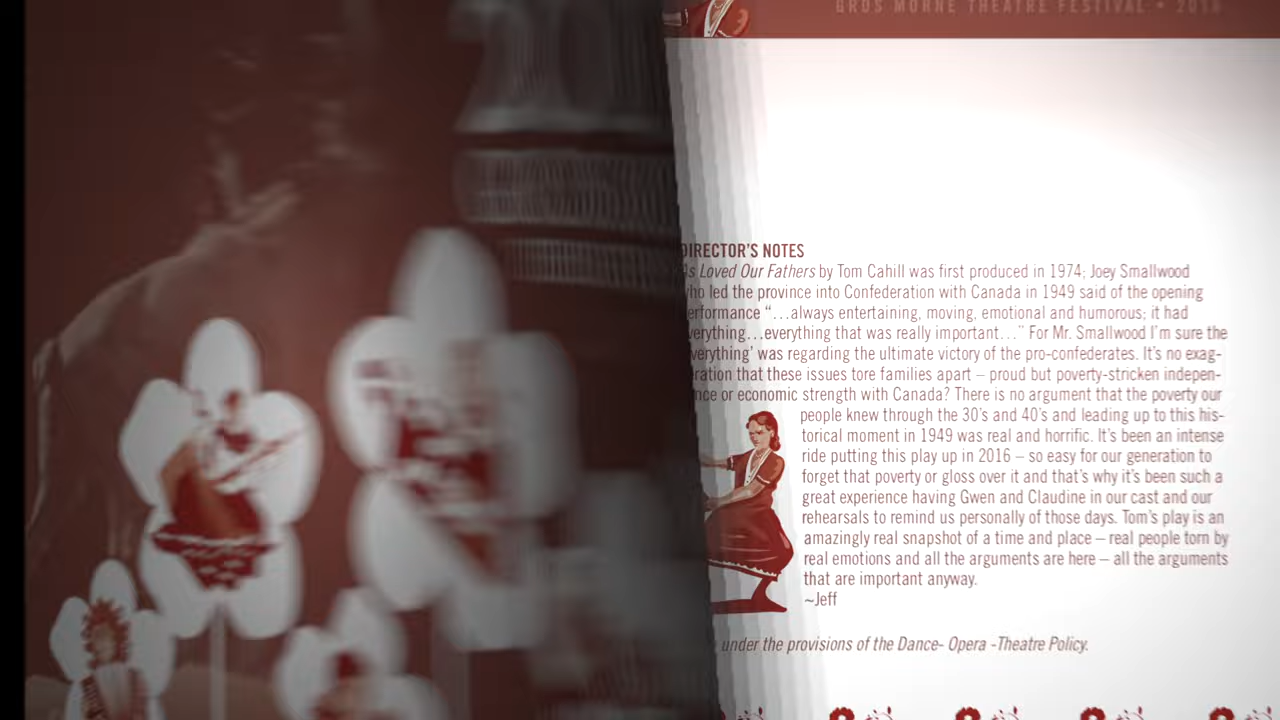 GROS MORNE THEATRE FESTIVAL • 2016
DIRECTOR'S NOTES
As Loved Our Fathers by Tom Cahill was first produced in 1974; Joey Smallwood
who led the province into Confederation with Canada in 1949 said of the opening
performance “…always entertaining, moving, emotional and humorous; it had
everything…everything that was really important…” For Mr. Smallwood I'm sure the
'everything' was regarding the ultimate victory of the pro-confederates. It's no exag-
eration that these issues tore families apart – proud but poverty-stricken indepen-
nce or economic strength with Canada? There is no argument that the poverty our
people knew through the 30's and 40's and leading up to this his-
torical moment in 1949 was real and horrific. It's been an intense
ride putting this play up in 2016 – so easy for our generation to
forget that poverty or gloss over it and that's why it's been such a
great experience having Gwen and Claudine in our cast and our
rehearsals to remind us personally of those days. Tom's play is an
amazingly real snapshot of a time and place – real people torn by
real emotions and all the arguments are here – all the arguments
that are important anyway.
~Jeff
under the provisions of the Dance- Opera -Theatre Policy.